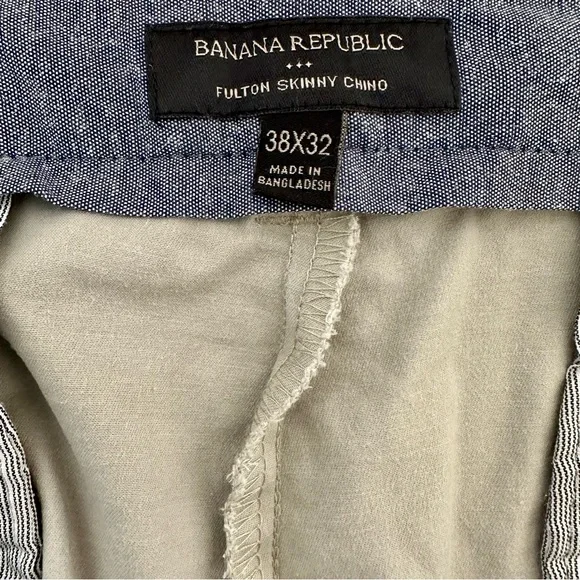 BANANA REPUBLIC
FULTON SKINNY CHINO
38X32
MADE IN
BANGLADESH